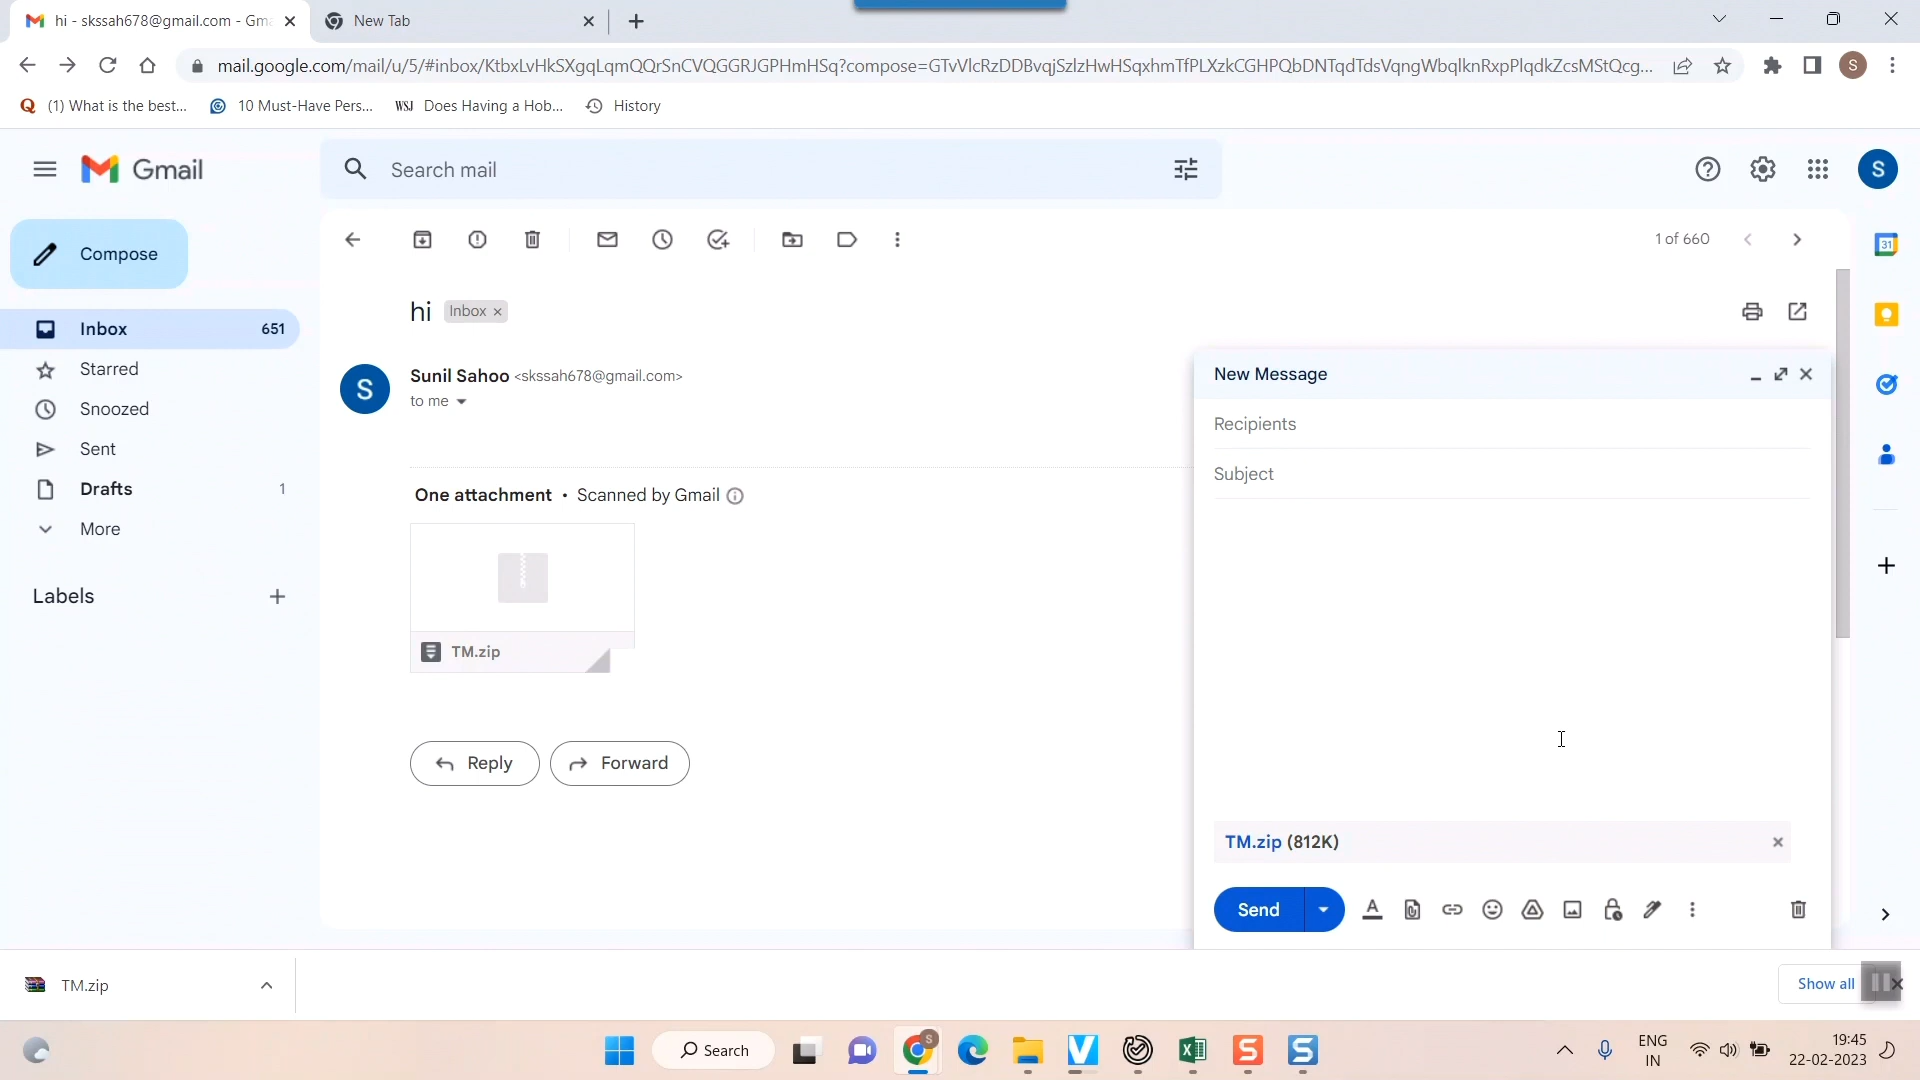 hi - skssah678@gmail.com - Gma
New Tab
mail.google.com/mail/u/5/#inbox/KtbxLvHkSXgqLqmQQrSnCVQGGRJGPHmHSq?compose=GTvVlcRzDDBvqjSzlzHwHSqxhmTfPLXzkCGHPQbDNTqdTdsVqngWbqlknRxpPlqdkZcsMStQcg...
S
(1) What is the best...
10 Must-Have Pers...
WSJ Does Having a Hob...
History
Gmail
Search mail
S
Compose
1 of 660
31
hi
Inbox ×
Inbox 651
Starred
Snoozed
Sent
Drafts 1
More
Labels
S
Sunil Sahoo <skssah678@gmail.com>
to me
One attachment • Scanned by Gmail
TM.zip
Reply
Forward
New Message
Recipients
Subject
TM.zip (812K)
Send
TM.zip
Show all
Search
S
V
S
S
ENG
IN
19:45
22-02-2023